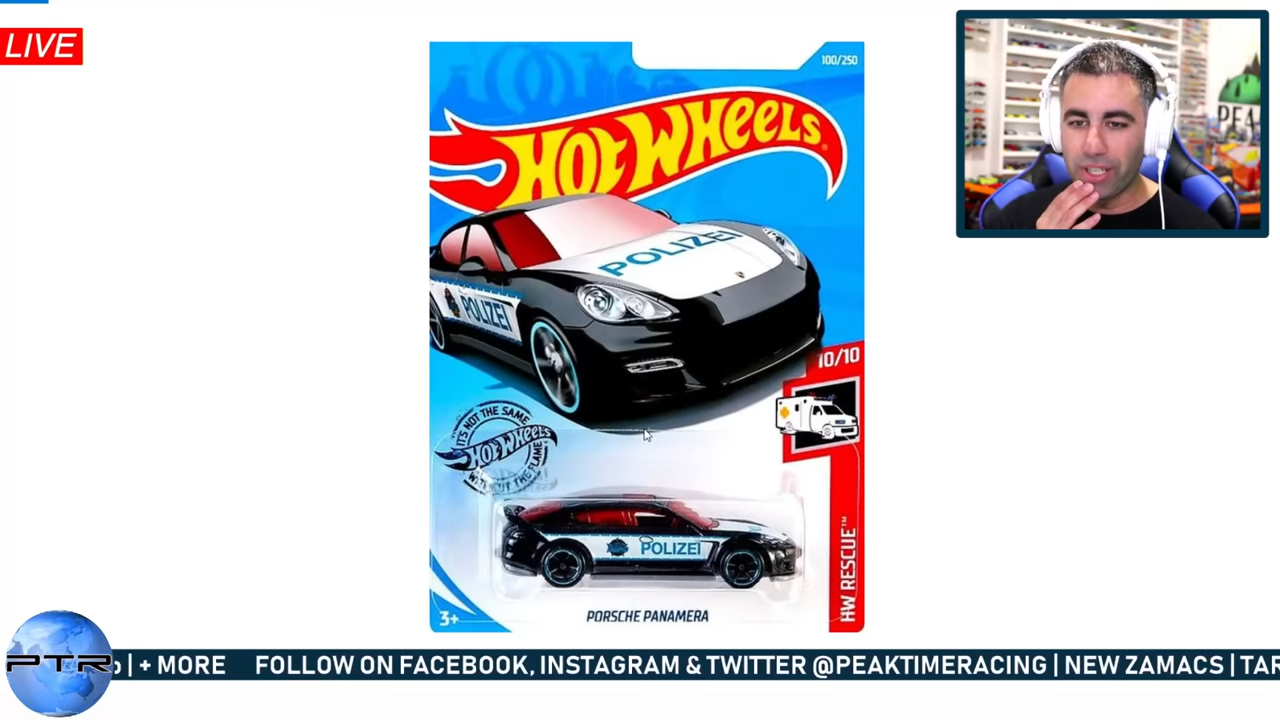 LIVE
100/250
HOT WHEELS
POLIZEI
POLIZEI
10/10
IT'S NOT THE SAME
HOT WHEELS
WITHOUT THE FLAME
POLIZEI
HW RESCUE™
3+
PORSCHE PANAMERA
PEA
PTR
| + MORE FOLLOW ON FACEBOOK, INSTAGRAM & TWITTER @PEAKTIMERACING | NEW ZAMACS | TAR